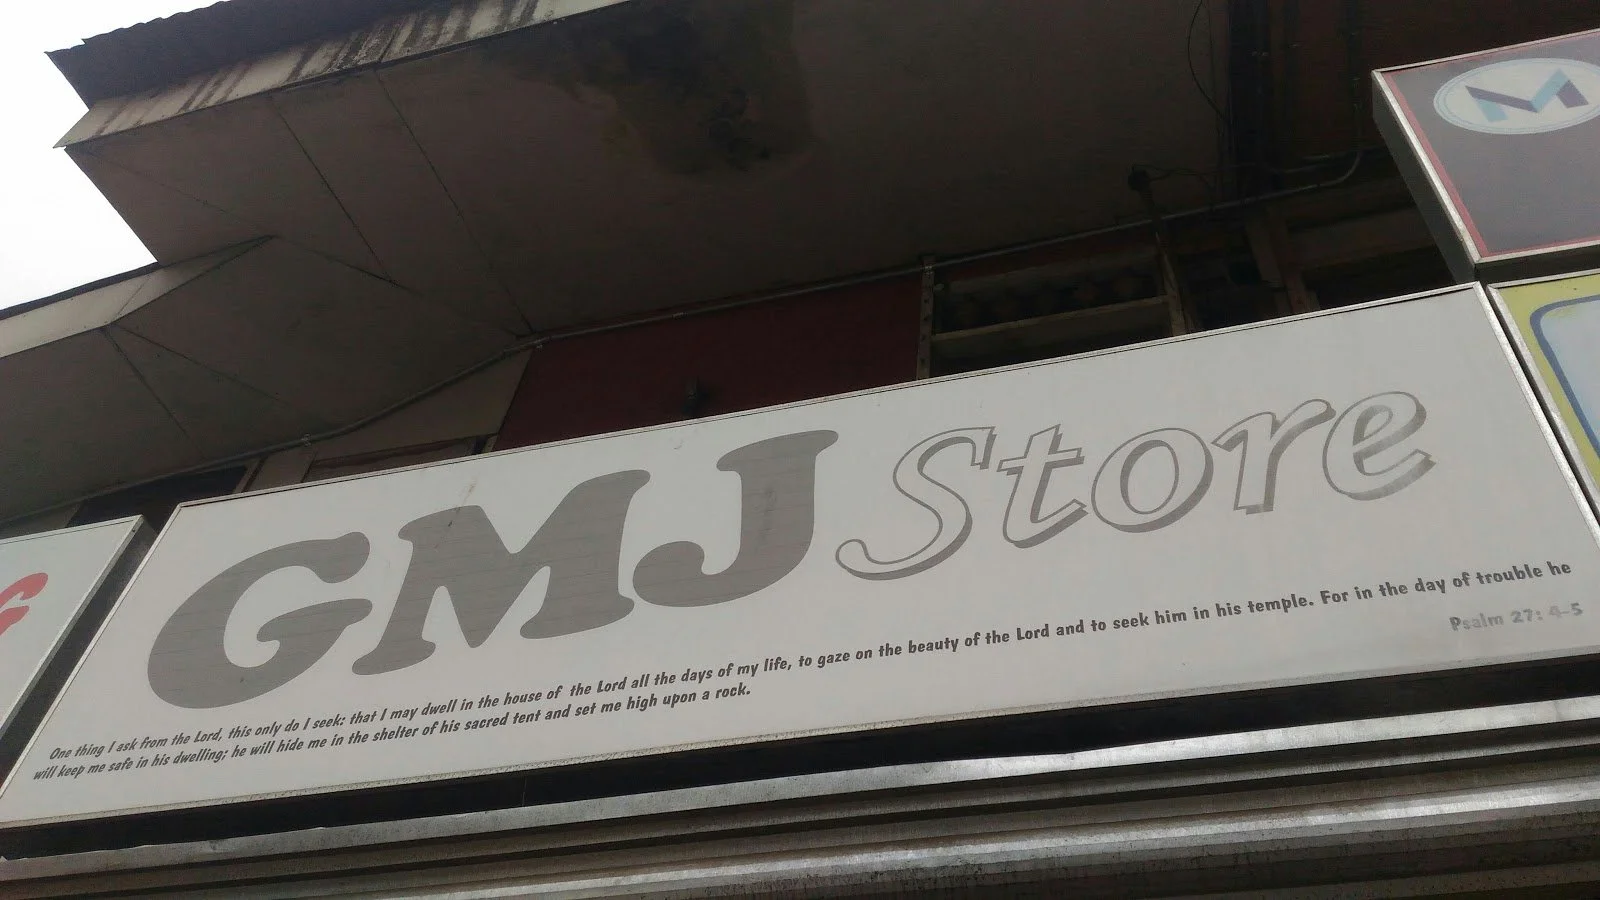 GMJ Store
One thing I ask from the Lord, this only do I seek: that I may dwell in the house of the Lord all the days of my life, to gaze on the beauty of the Lord and to seek him in his temple. For in the day of trouble he
will keep me safe in his dwelling; he will hide me in the shelter of his sacred tent and set me high upon a rock.
Psalm 27: 4-5
M